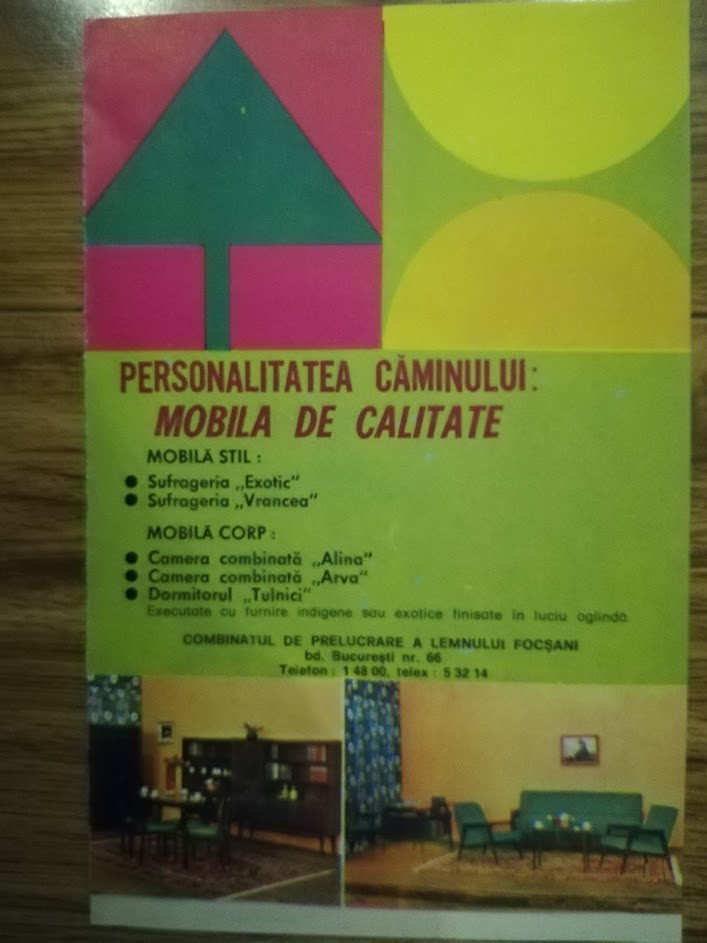 PERSONALITATEA CĂMINULUI:
MOBILA DE CALITATE
MOBILĂ STIL :
● Sufrageria „Exotic“
● Sufrageria „Vrancea“
MOBILĂ CORP :
● Camera combinată „Alina“
● Camera combinată „Arva“
● Dormitorul „Tulnici“
Executate cu furnire indigene sau exotice finisate în luciu oglindă
COMBINATUL DE PRELUCRARE A LEMNULUI FOCȘANI
bd. București nr. 66
Telefon : 1 48 00, telex : 5 32 14